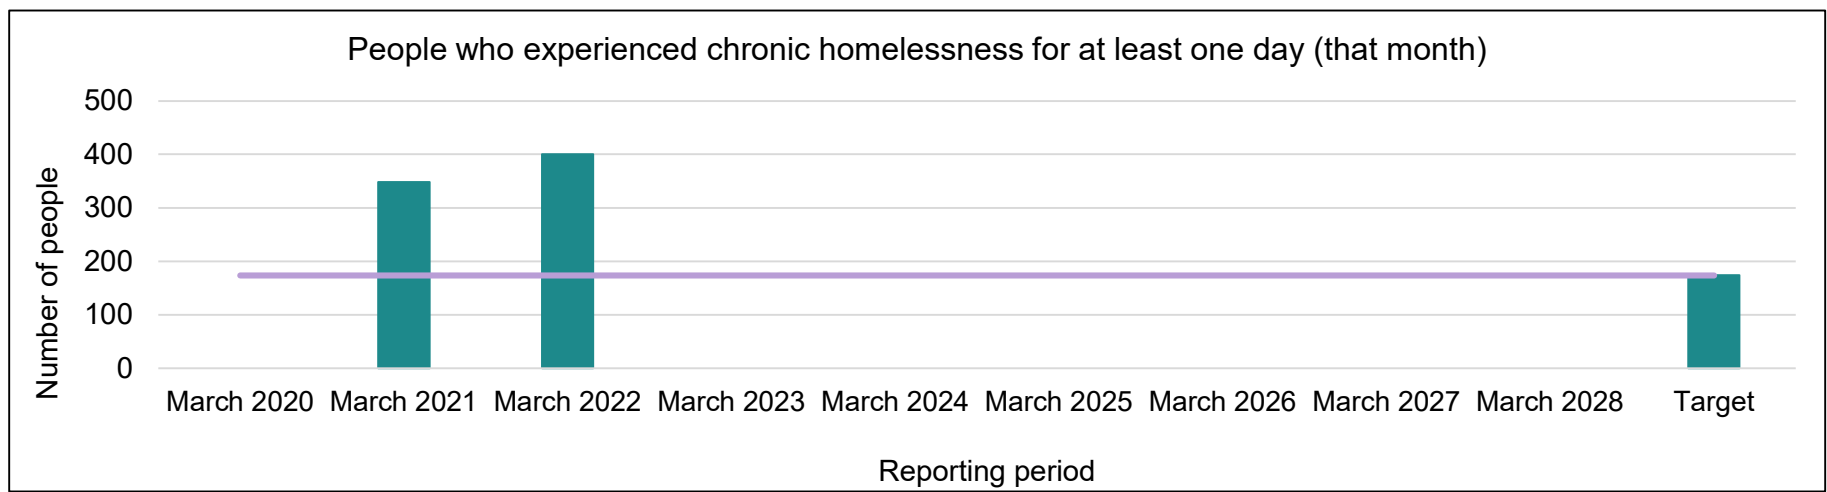 People who experienced chronic homelessness for at least one day (that month)
Number of people
500
400
300
200
100
0
March 2020 March 2021 March 2022 March 2023 March 2024 March 2025 March 2026 March 2027 March 2028 Target
Reporting period